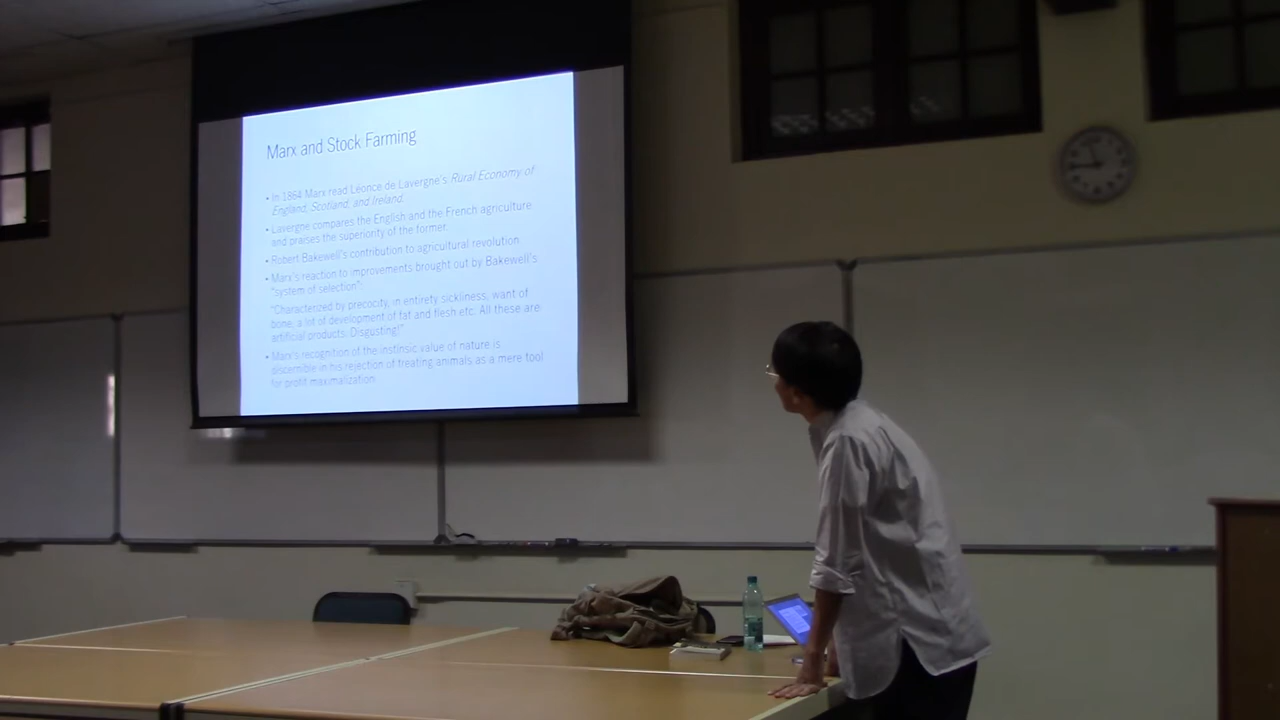 Marx and Stock Farming
• In 1864 Marx read Léonce de Lavergne's Rural Economy of
England, Scotland, and Ireland.
• Lavergne compares the English and the French agriculture
and praises the superiority of the former.
• Robert Bakewell's contribution to agricultural revolution
• Marx's reaction to improvements brought out by Bakewell's
"system of selection":
"Characterized by precocity, in entirety sickliness, want of
bone, a lot of development of fat and flesh etc. All these are
artificial products. Disgusting!"
• Marx's recognition of the instinsic value of nature is
discernible in his rejection of treating animals as a mere tool
for profit maximalization.